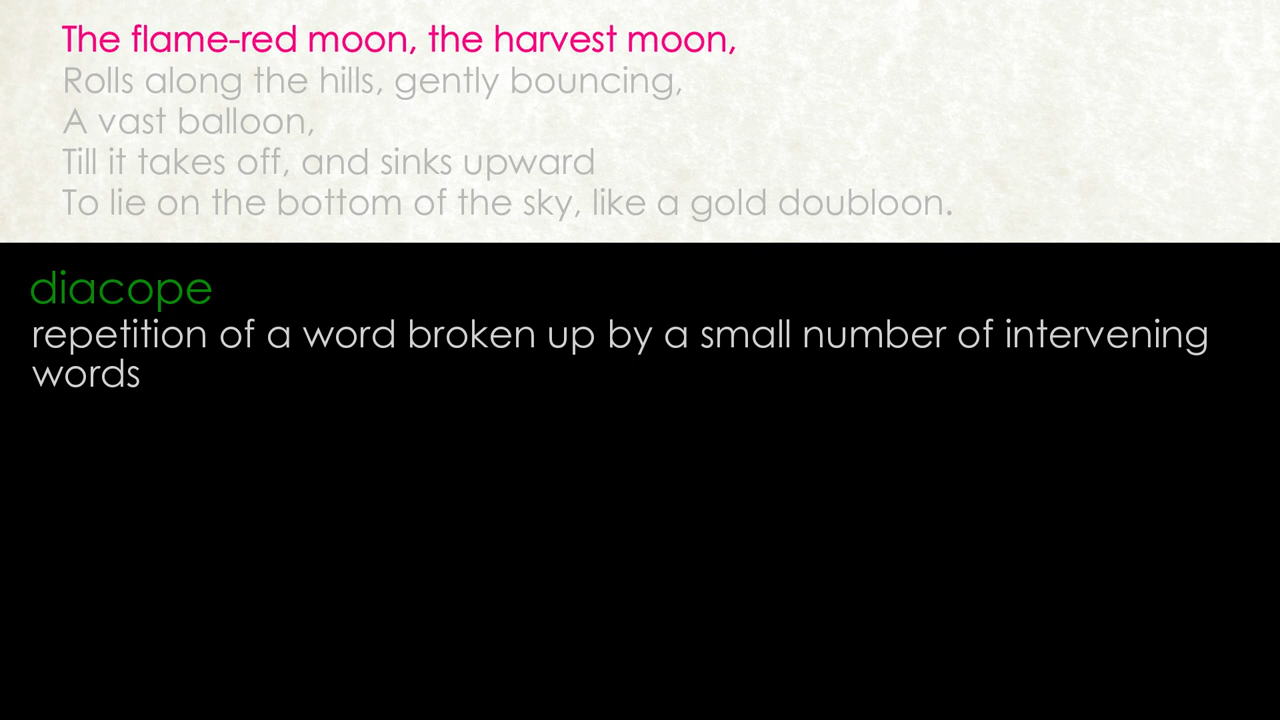 The flame-red moon, the harvest moon,
Rolls along the hills, gently bouncing,
A vast balloon,
Till it takes off, and sinks upward
To lie on the bottom of the sky, like a gold doubloon.
diacope
repetition of a word broken up by a small number of intervening
words